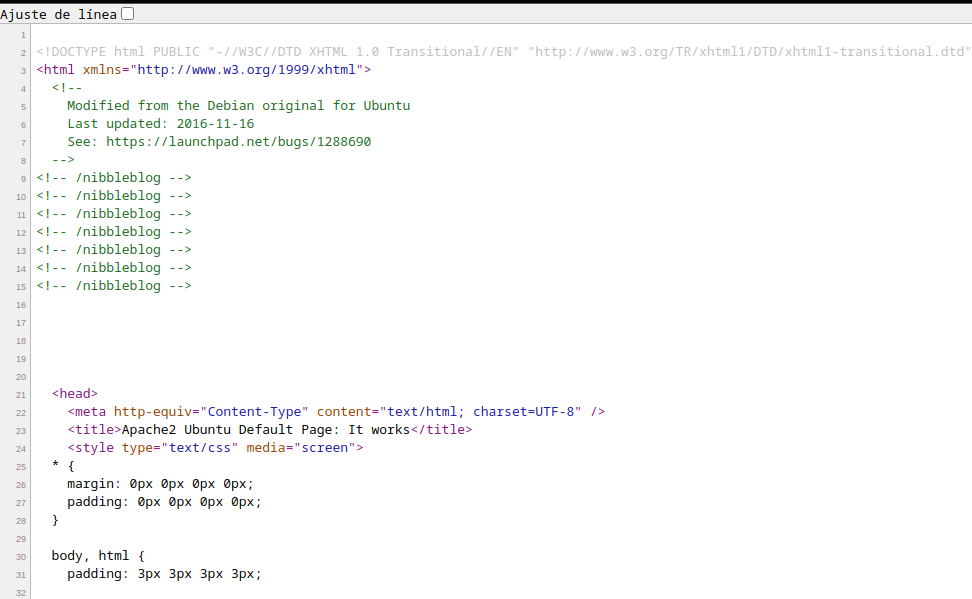 Ajuste de línea
1
2 <!DOCTYPE html PUBLIC "-//W3C//DTD XHTML 1.0 Transitional//EN" "http://www.w3.org/TR/xhtml1/DTD/xhtml1-transitional.dtd"
3 <html xmlns="http://www.w3.org/1999/xhtml">
4   <!--
5     Modified from the Debian original for Ubuntu
6     Last updated: 2016-11-16
7     See: https://launchpad.net/bugs/1288690
8   -->
9 <!-- /nibbleblog -->
10 <!-- /nibbleblog -->
11 <!-- /nibbleblog -->
12 <!-- /nibbleblog -->
13 <!-- /nibbleblog -->
14 <!-- /nibbleblog -->
15 <!-- /nibbleblog -->
16
17
18
19
20
21   <head>
22     <meta http-equiv="Content-Type" content="text/html; charset=UTF-8" />
23     <title>Apache2 Ubuntu Default Page: It works</title>
24     <style type="text/css" media="screen">
25   * {
26     margin: 0px 0px 0px 0px;
27     padding: 0px 0px 0px 0px;
28   }
29
30   body, html {
31     padding: 3px 3px 3px 3px;
32